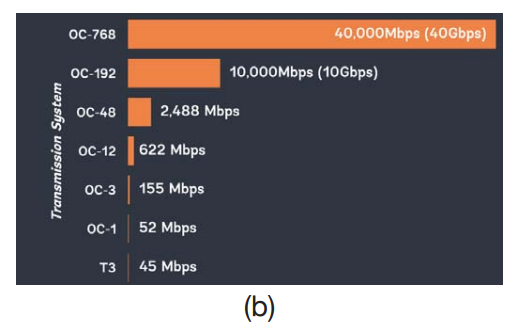 OC-768 40,000Mbps (40Gbps)
OC-192 10,000Mbps (10Gbps)
OC-48 2,488 Mbps
OC-12 622 Mbps
OC-3 155 Mbps
OC-1 52 Mbps
T3 45 Mbps
Transmission System
(b)